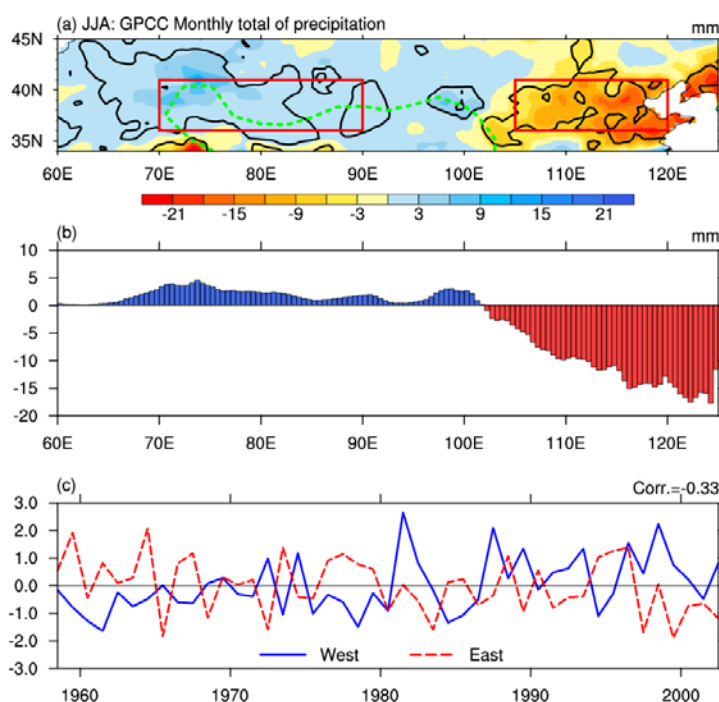 (a) JJA: GPCC Monthly total of precipitation mm
45N
40N
35N
60E 70E 80E 90E 100E 110E 120E
-21 -15 -9 -3 3 9 15 21
(b) mm
10
5
0
-5
-10
-15
-20
60E 70E 80E 90E 100E 110E 120E
(c) Corr.=-0.33
3.0
2.0
1.0
0.0
-1.0
-2.0
-3.0
West East
1960 1970 1980 1990 2000